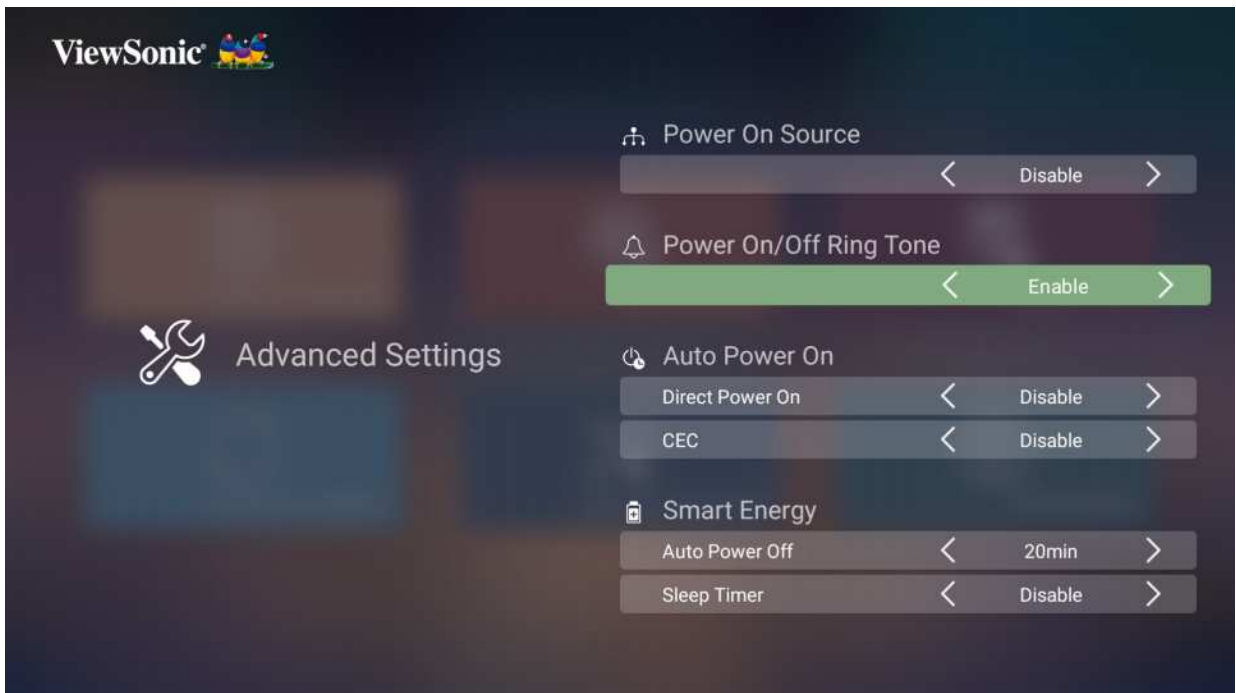 ViewSonic
Power On Source
Disable
Power On/Off Ring Tone
Enable
Advanced Settings
Auto Power On
Direct Power On Disable
CEC Disable
Smart Energy
Auto Power Off 20min
Sleep Timer Disable